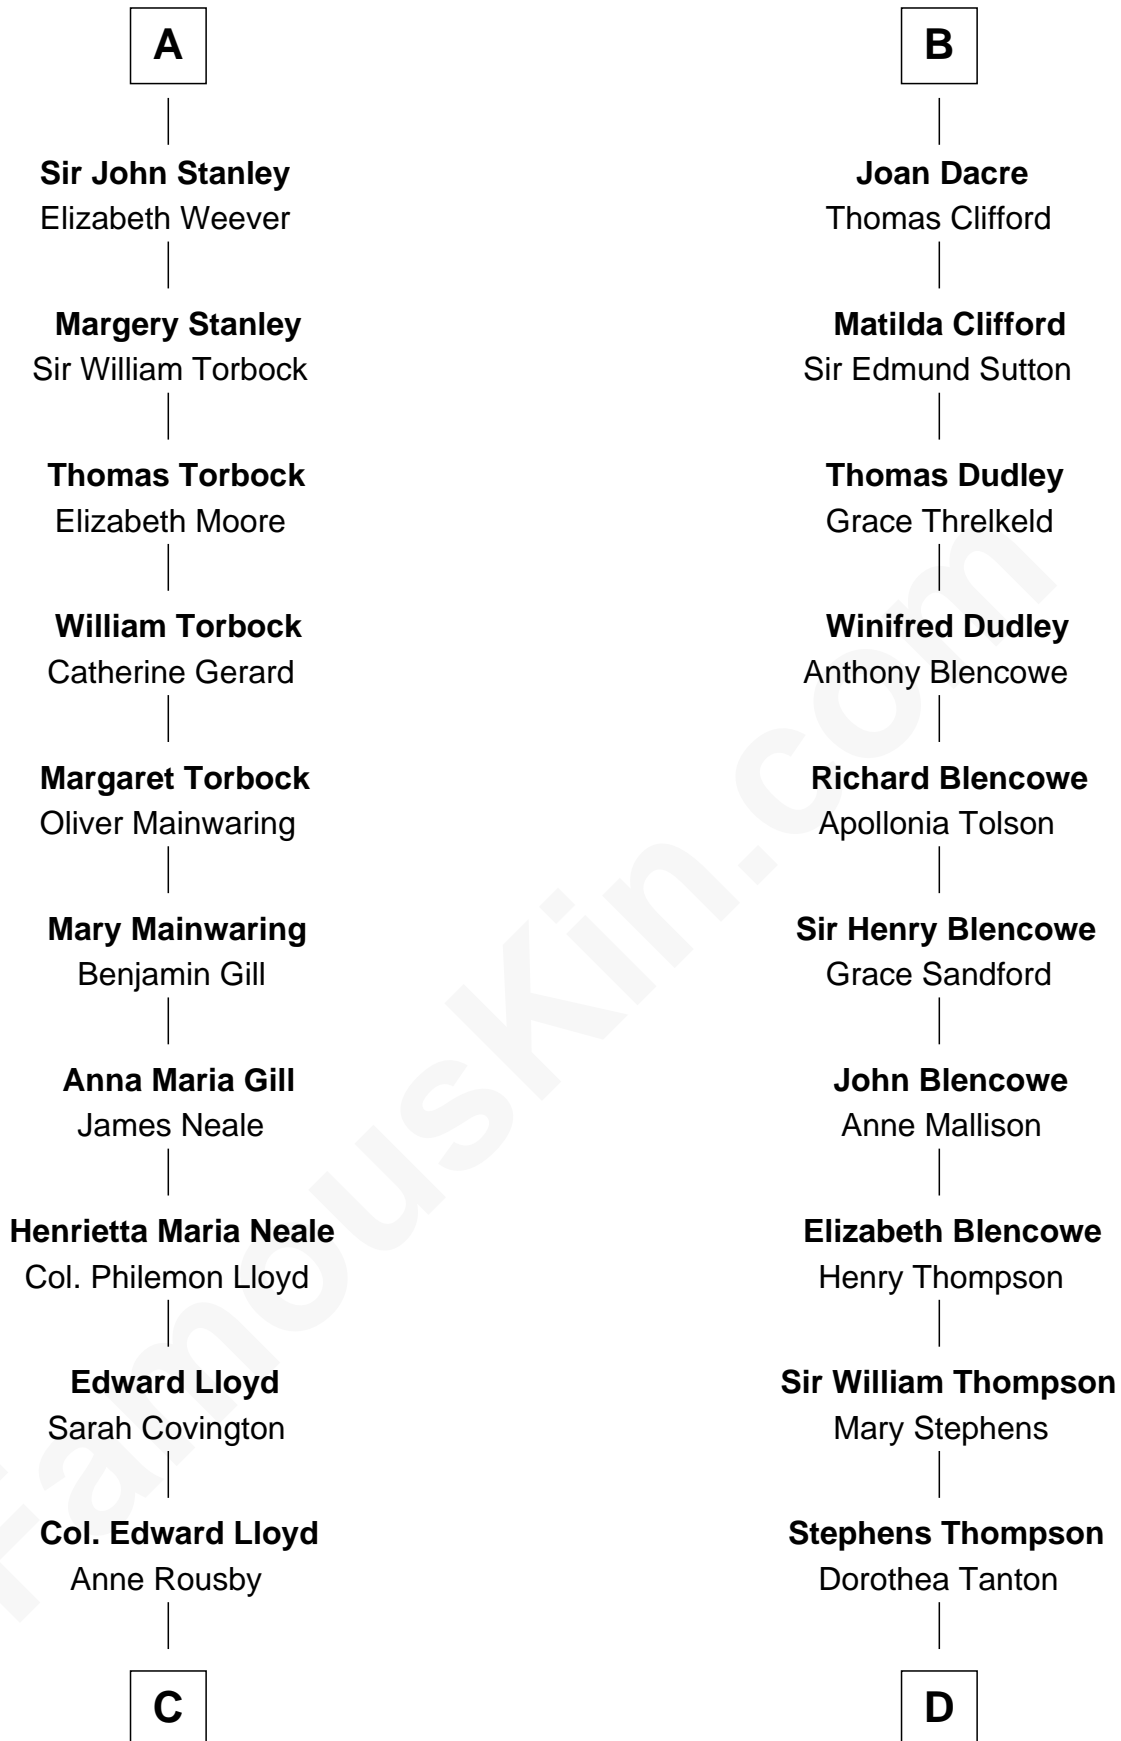 A
Sir John Stanley
Elizabeth Weever
Margery Stanley
Sir William Torbock
Thomas Torbock
Elizabeth Moore
William Torbock
Catherine Gerard
Margaret Torbock
Oliver Mainwaring
Mary Mainwaring
Benjamin Gill
Anna Maria Gill
James Neale
Henrietta Maria Neale
Col. Philemon Lloyd
Edward Lloyd
Sarah Covington
Col. Edward Lloyd
Anne Rousby
C
B
Joan Dacre
Thomas Clifford
Matilda Clifford
Sir Edmund Sutton
Thomas Dudley
Grace Threlkeld
Winifred Dudley
Anthony Blencowe
Richard Blencowe
Apollonia Tolson
Sir Henry Blencowe
Grace Sandford
John Blencowe
Anne Mallison
Elizabeth Blencowe
Henry Thompson
Sir William Thompson
Mary Stephens
Stephens Thompson
Dorothea Tanton
D
FamousKin.com